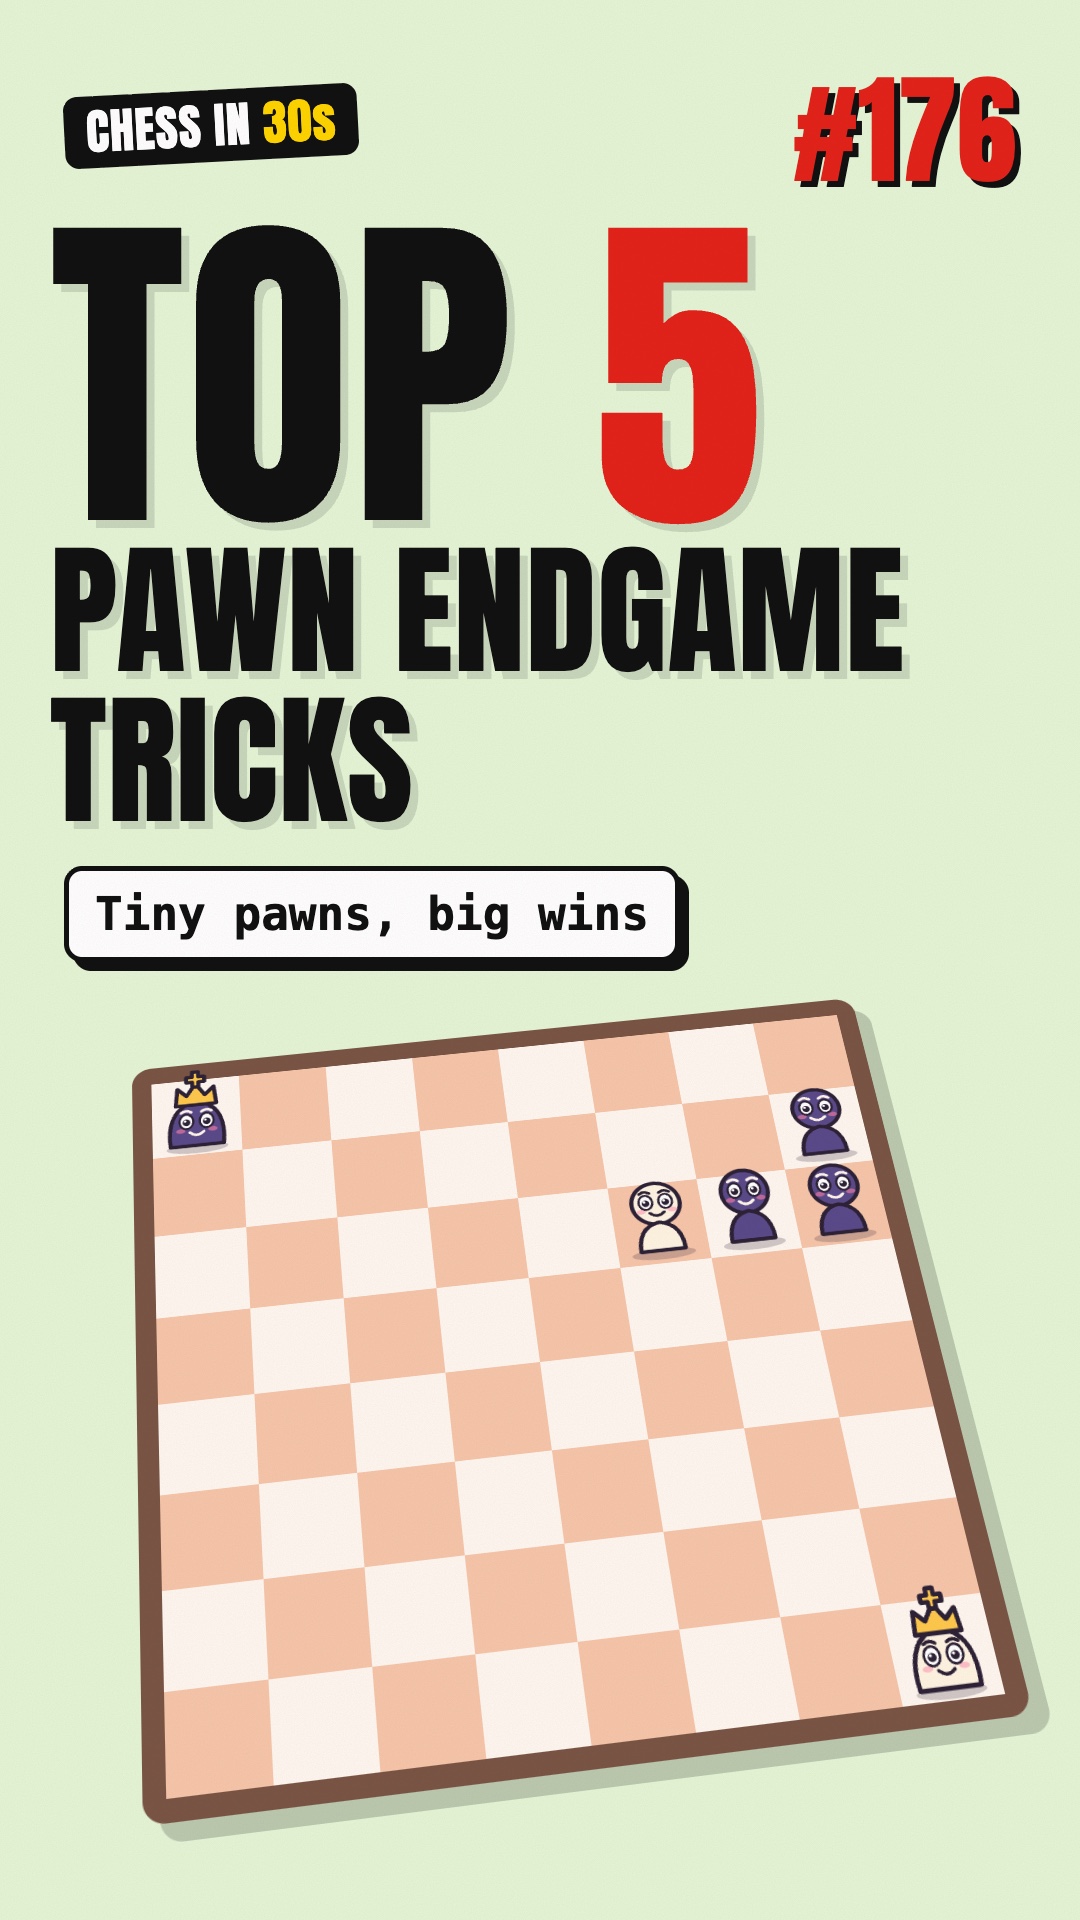 CHESS IN 30s
#176
TOP 5
PAWN ENDGAME
TRICKS
Tiny pawns, big wins